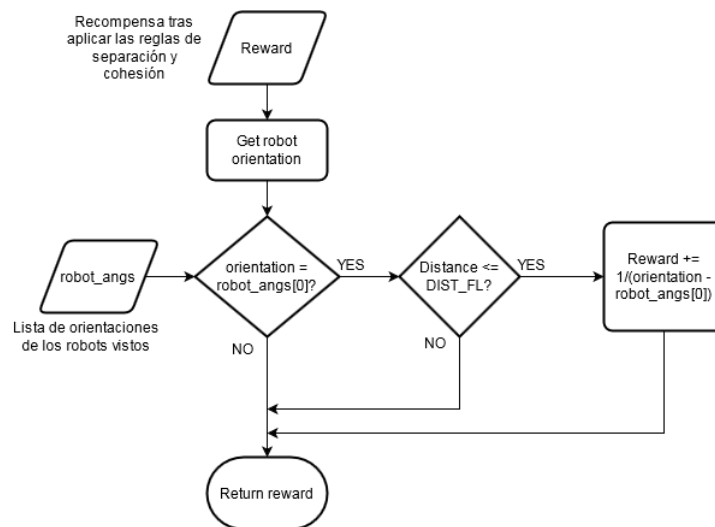 Recompensa tras
aplicar las reglas de
separación y
cohesión
Reward
Get robot
orientation
robot_angs
Lista de orientaciones
de los robots vistos
orientation =
robot_angs[0]?
YES
NO
Distance <=
DIST_FL?
YES
NO
Reward +=
1/(orientation -
robot_angs[0])
Return reward